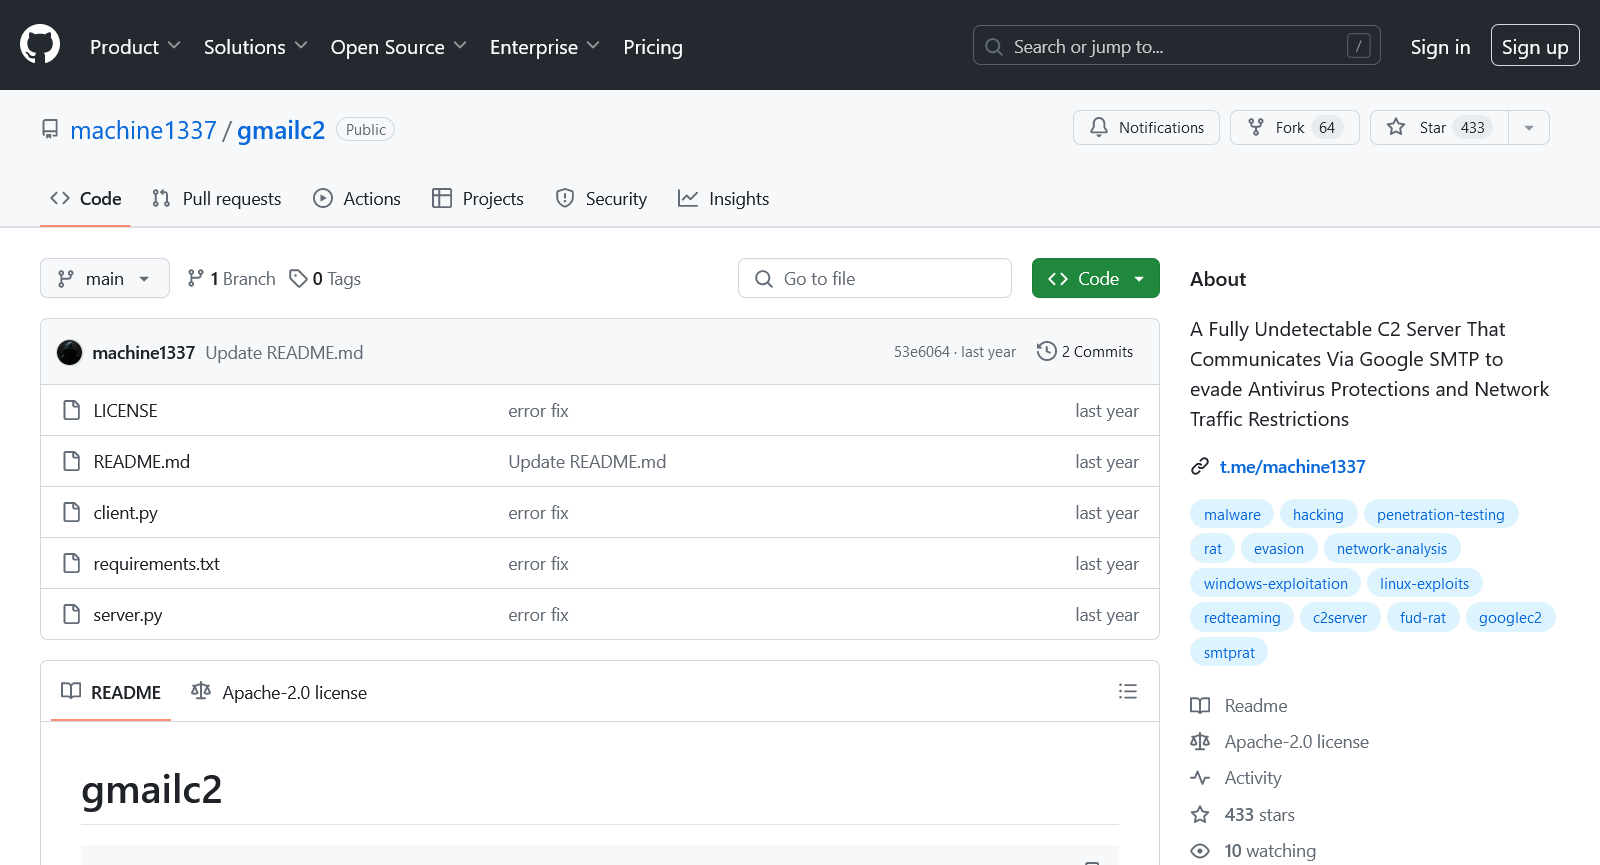 Product Solutions Open Source Enterprise Pricing Search or jump to... / Sign in Sign up
machine1337 / gmailc2 Public Notifications Fork 64 Star 433
Code Pull requests Actions Projects Security Insights
main 1 Branch 0 Tags Go to file Code
machine1337 Update README.md 53e6064 · last year 2 Commits
LICENSE error fix last year
README.md Update README.md last year
client.py error fix last year
requirements.txt error fix last year
server.py error fix last year
README Apache-2.0 license
gmailc2
About
A Fully Undetectable C2 Server That
Communicates Via Google SMTP to
evade Antivirus Protections and Network
Traffic Restrictions
t.me/machine1337
malware hacking penetration-testing
rat evasion network-analysis
windows-exploitation linux-exploits
redteaming c2server fud-rat googlec2
smtprat
Readme
Apache-2.0 license
Activity
433 stars
10 watching